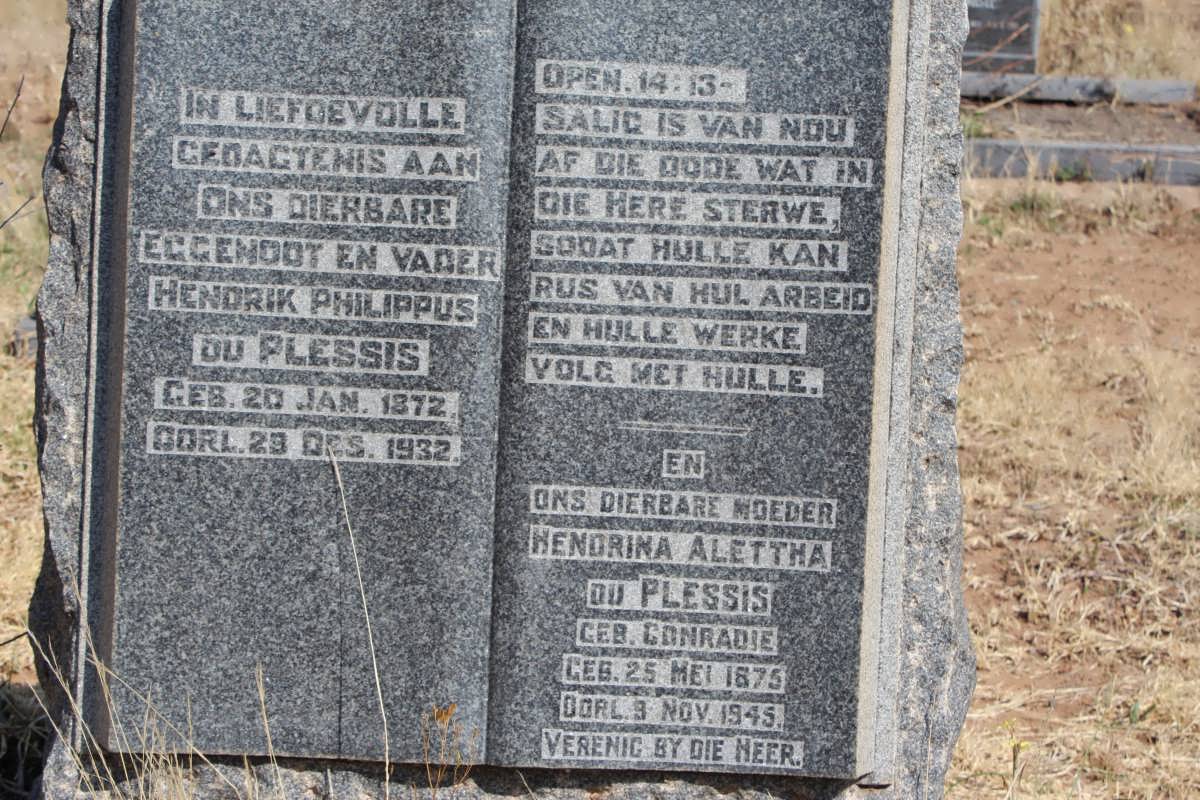 IN LIEFDEVOLLE
GEDAGTENIS AAN
ONS DIERBARE
EGGENOOT EN VADER
HENDRIK PHILIPPUS
DU PLESSIS
GEB. 20 JAN. 1872.
OORL. 29 DES. 1932.
OPEN. 14:13-
SALIG IS VAN NOU
AF DIE DODE WAT IN
DIE HERE STERWE,
SODAT HULLE KAN
RUS VAN HUL ARBEID
EN HULLE WERKE
VOLG MET HULLE.
EN
ONS DIERBARE MOEDER
HENDRINA ALETTHA
DU PLESSIS
GEB. CONRADIE
GEB. 25 MEI 1875
OORL. 9 NOV. 1945.
VERENIG BY DIE HEER.